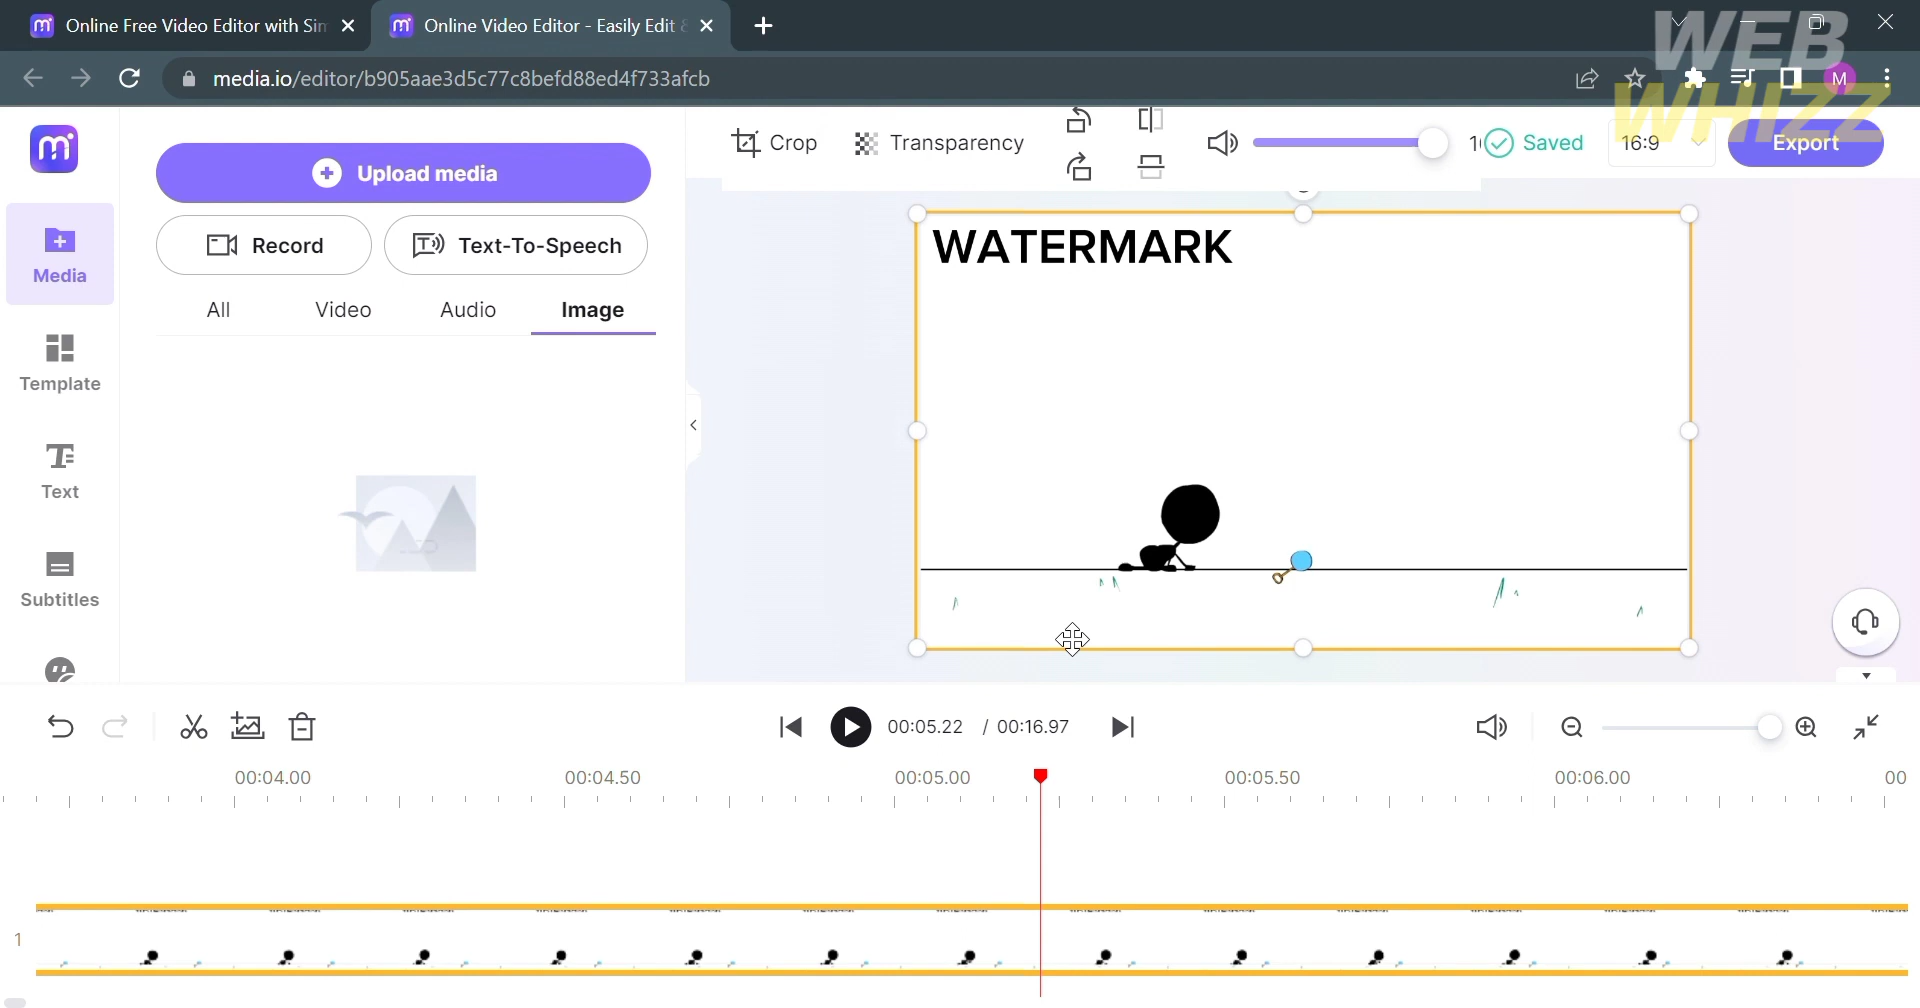 Online Free Video Editor with Sin
Online Video Editor - Easily Edit &
WEB
WHIZZ
media.io/editor/b905aae3d5c77c8befd88ed4f733afcb
M
Upload media
Record
Text-To-Speech
All
Video
Audio
Image
Media
Template
Text
Subtitles
Crop
Transparency
Saved
16:9
Export
WATERMARK
00:05.22 / 00:16.97
00:04.00
00:04.50
00:05.00
00:05.50
00:06.00
00
1